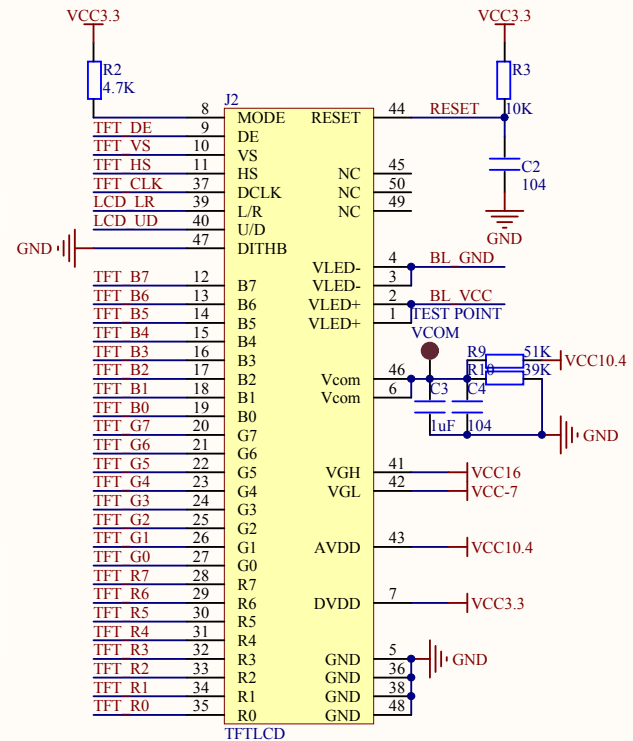 VCC3.3
VCC3.3
R2
4.7K
R3
10K
J2
8 MODE RESET 44 RESET
TFT_DE 9 DE
TFT_VS 10 VS
C2
104
TFT_HS 11 HS NC 45
TFT_CLK 37 DCLK NC 50
LCD_LR 39 L/R NC 49
LCD_UD 40 U/D
GND
GND 47 DITHB
VLED- 4 BL_GND
TFT_B7 12 B7 VLED- 3
TFT_B6 13 B6 VLED+ 2 BL_VCC
TFT_B5 14 B5 VLED+ 1 TEST POINT
TFT_B4 15 B4 VCOM
TFT_B3 16 B3 R9 51K VCC10.4
TFT_B2 17 B2 Vcom 46 R10 39K
TFT_B1 18 B1 Vcom 6 C3 C4
TFT_B0 19 B0 1uF 104
TFT_G7 20 G7 GND
TFT_G6 21 G6
TFT_G5 22 G5 VGH 41 VCC16
TFT_G4 23 G4 VGL 42 VCC-7
TFT_G3 24 G3
TFT_G2 25 G2
TFT_G1 26 G1 AVDD 43 VCC10.4
TFT_G0 27 G0
TFT_R7 28 R7
TFT_R6 29 R6 DVDD 7 VCC3.3
TFT_R5 30 R5
TFT_R4 31 R4
TFT_R3 32 R3 GND 5 GND
TFT_R2 33 R2 GND 36
TFT_R1 34 R1 GND 38
TFT_R0 35 R0 GND 48
TFTLCD